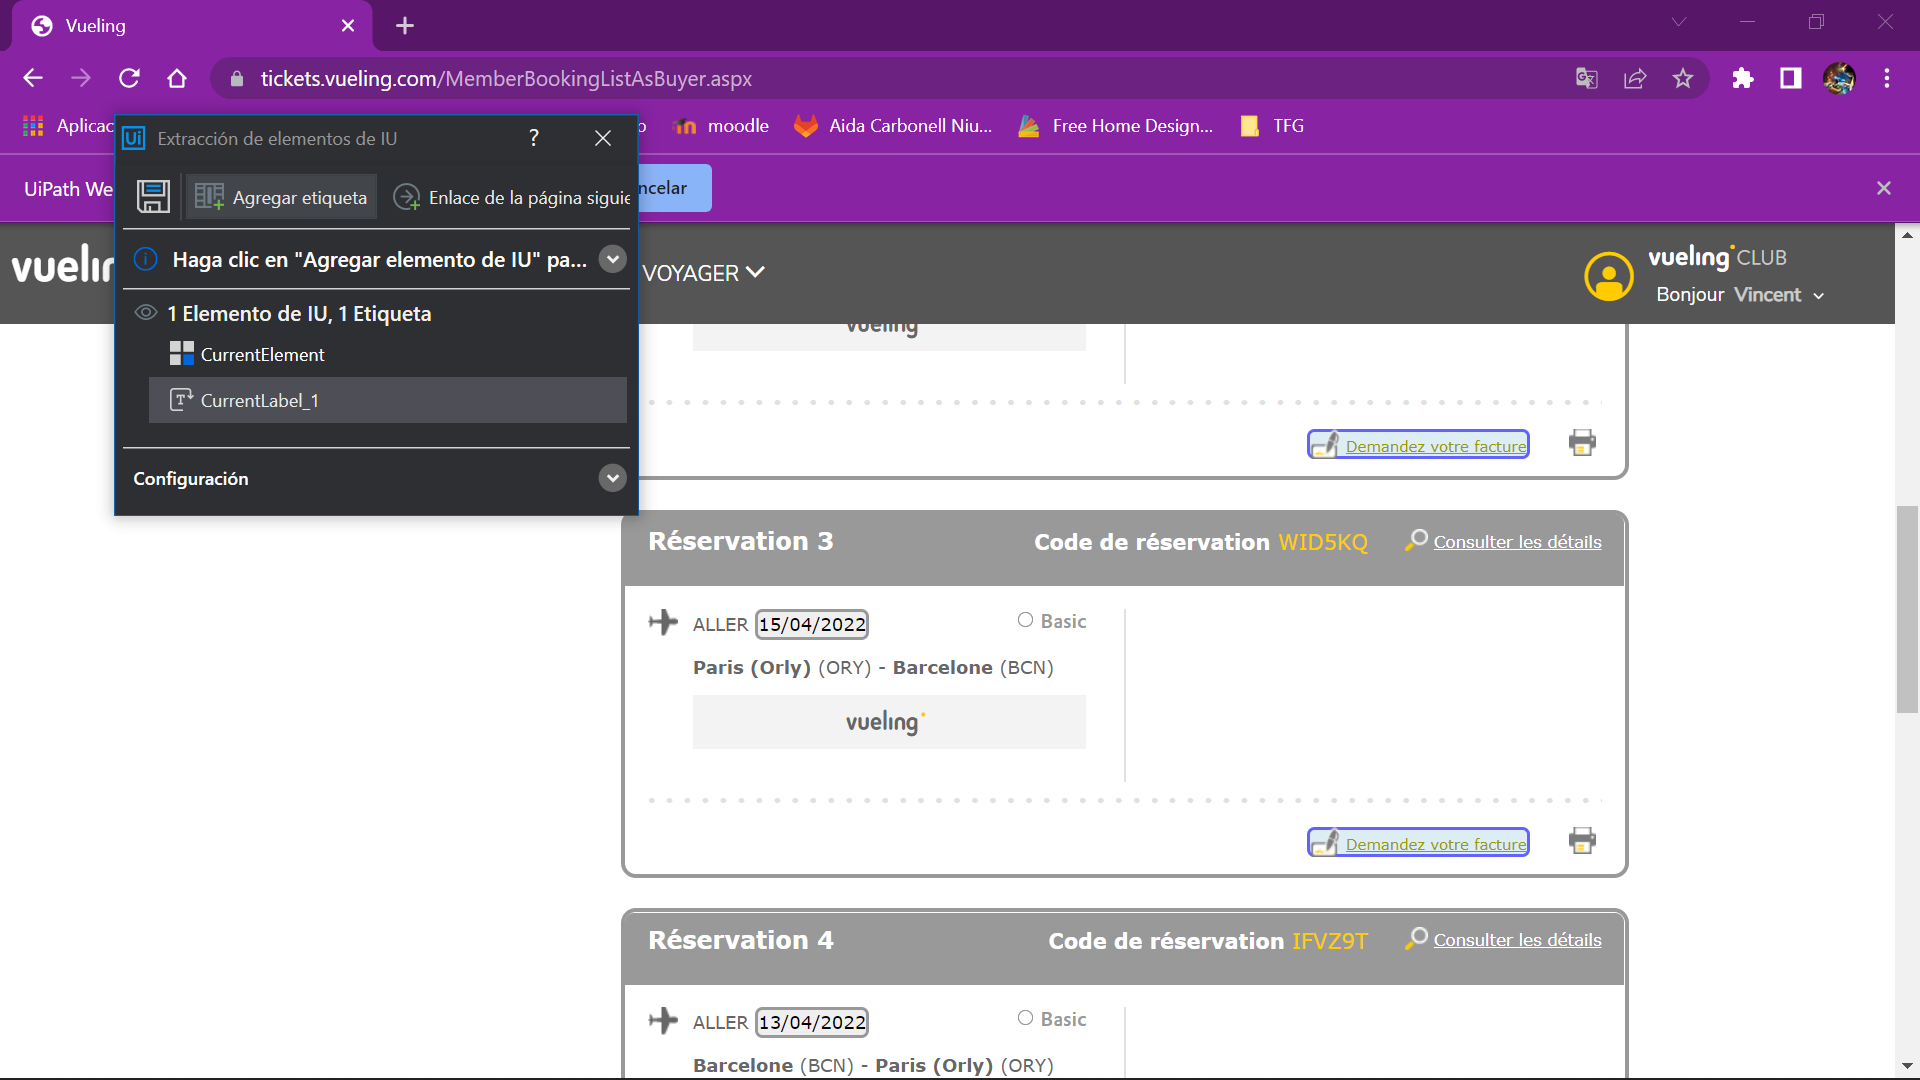 Vueling
tickets.vueling.com/MemberBookingListAsBuyer.aspx
Aplicac
moodle
Aida Carbonell Niu...
Free Home Design...
TFG
Ui Extracción de elementos de IU ?
UiPath We
Agregar etiqueta
Enlace de la página siguie
ncelar
Haga clic en "Agregar elemento de IU" pa...
1 Elemento de IU, 1 Etiqueta
CurrentElement
CurrentLabel_1
Configuración
VOYAGER
vueling CLUB
Bonjour Vincent
vueling
Demandez votre facture
Réservation 3
Code de réservation WID5KQ
Consulter les détails
ALLER 15/04/2022
Basic
Paris (Orly) (ORY) - Barcelone (BCN)
vueling
Demandez votre facture
Réservation 4
Code de réservation IFVZ9T
Consulter les détails
ALLER 13/04/2022
Basic
Barcelone (BCN) - Paris (Orly) (ORY)